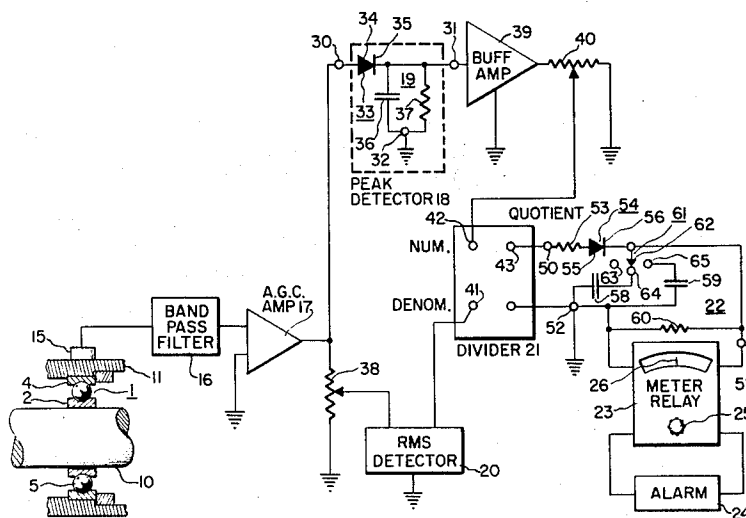 30
34
35
31
39
BUFF
AMP
40
33
19
37
36
32
PEAK
DETECTOR 18
QUOTIENT
42
53
54
56
61
62
NUM.
43
50
55
65
63
64
59
58
41
DENOM.
52
22
60
DIVIDER 21
A.G.C.
AMP 17
BAND
PASS
FILTER
16
15
11
4
1
2
38
26
METER
RELAY
23
25
5
RMS
DETECTOR
20
5
10
ALARM
24